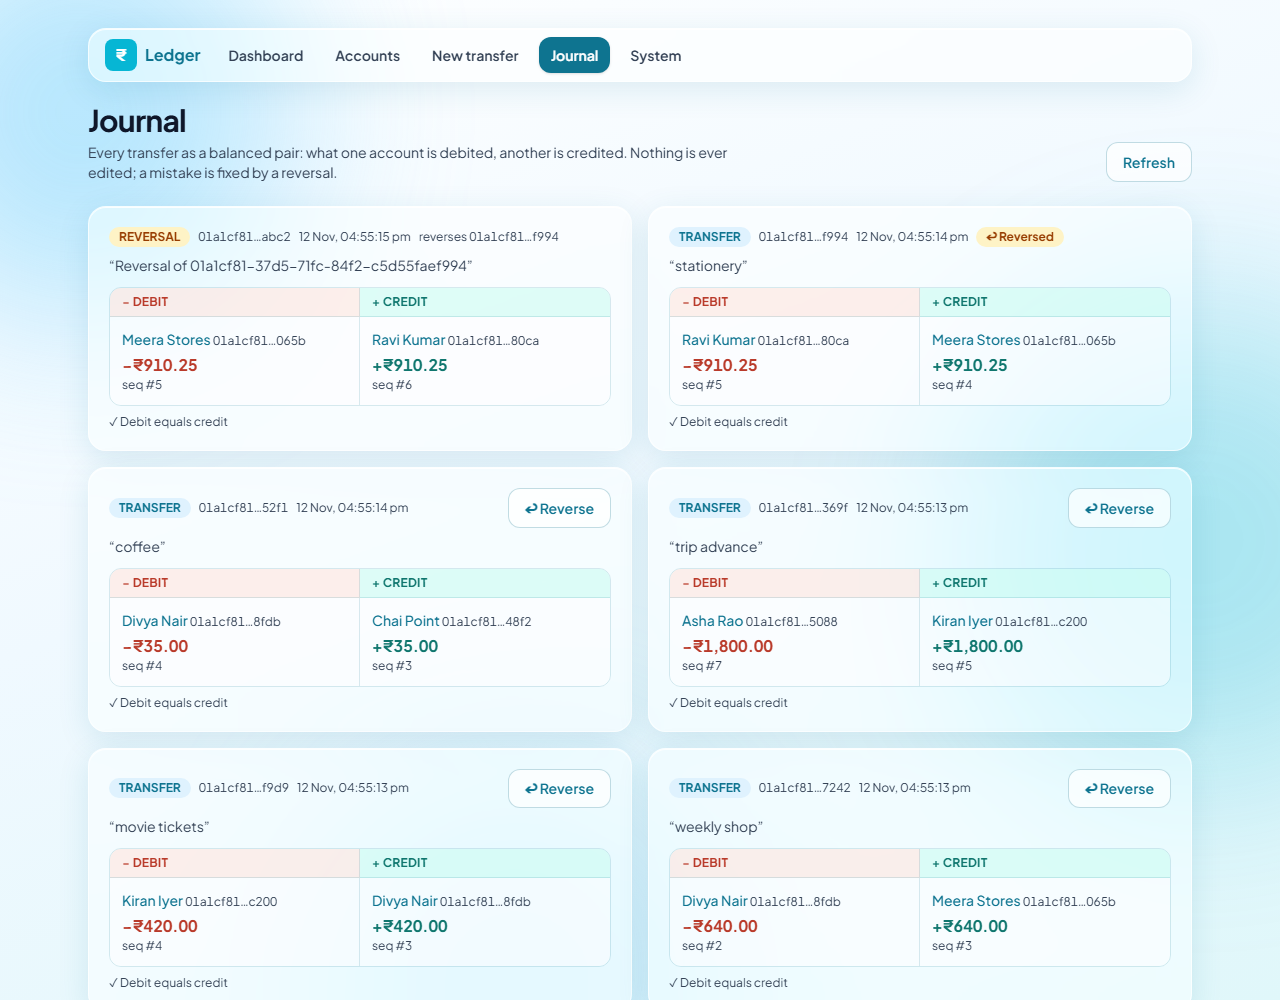 ₹ Ledger Dashboard Accounts New transfer Journal System
Journal
Every transfer as a balanced pair: what one account is debited, another is credited. Nothing is ever
edited; a mistake is fixed by a reversal.
Refresh
REVERSAL 01a1cf81…abc2 12 Nov, 04:55:15 pm reverses 01a1cf81…f994
“Reversal of 01a1cf81-37d5-71fc-84f2-c5d55faef994”
− DEBIT + CREDIT
Meera Stores 01a1cf81…065b Ravi Kumar 01a1cf81…80ca
−₹910.25 +₹910.25
seq #5 seq #6
✓ Debit equals credit
TRANSFER 01a1cf81…f994 12 Nov, 04:55:14 pm ↩ Reversed
“stationery”
− DEBIT + CREDIT
Ravi Kumar 01a1cf81…80ca Meera Stores 01a1cf81…065b
−₹910.25 +₹910.25
seq #5 seq #4
✓ Debit equals credit
TRANSFER 01a1cf81…52f1 12 Nov, 04:55:14 pm ↩ Reverse
“coffee”
− DEBIT + CREDIT
Divya Nair 01a1cf81…8fdb Chai Point 01a1cf81…48f2
−₹35.00 +₹35.00
seq #4 seq #3
✓ Debit equals credit
TRANSFER 01a1cf81…369f 12 Nov, 04:55:13 pm ↩ Reverse
“trip advance”
− DEBIT + CREDIT
Asha Rao 01a1cf81…5088 Kiran Iyer 01a1cf81…c200
−₹1,800.00 +₹1,800.00
seq #7 seq #5
✓ Debit equals credit
TRANSFER 01a1cf81…f9d9 12 Nov, 04:55:13 pm ↩ Reverse
“movie tickets”
− DEBIT + CREDIT
Kiran Iyer 01a1cf81…c200 Divya Nair 01a1cf81…8fdb
−₹420.00 +₹420.00
seq #4 seq #3
✓ Debit equals credit
TRANSFER 01a1cf81…7242 12 Nov, 04:55:13 pm ↩ Reverse
“weekly shop”
− DEBIT + CREDIT
Divya Nair 01a1cf81…8fdb Meera Stores 01a1cf81…065b
−₹640.00 +₹640.00
seq #2 seq #3
✓ Debit equals credit